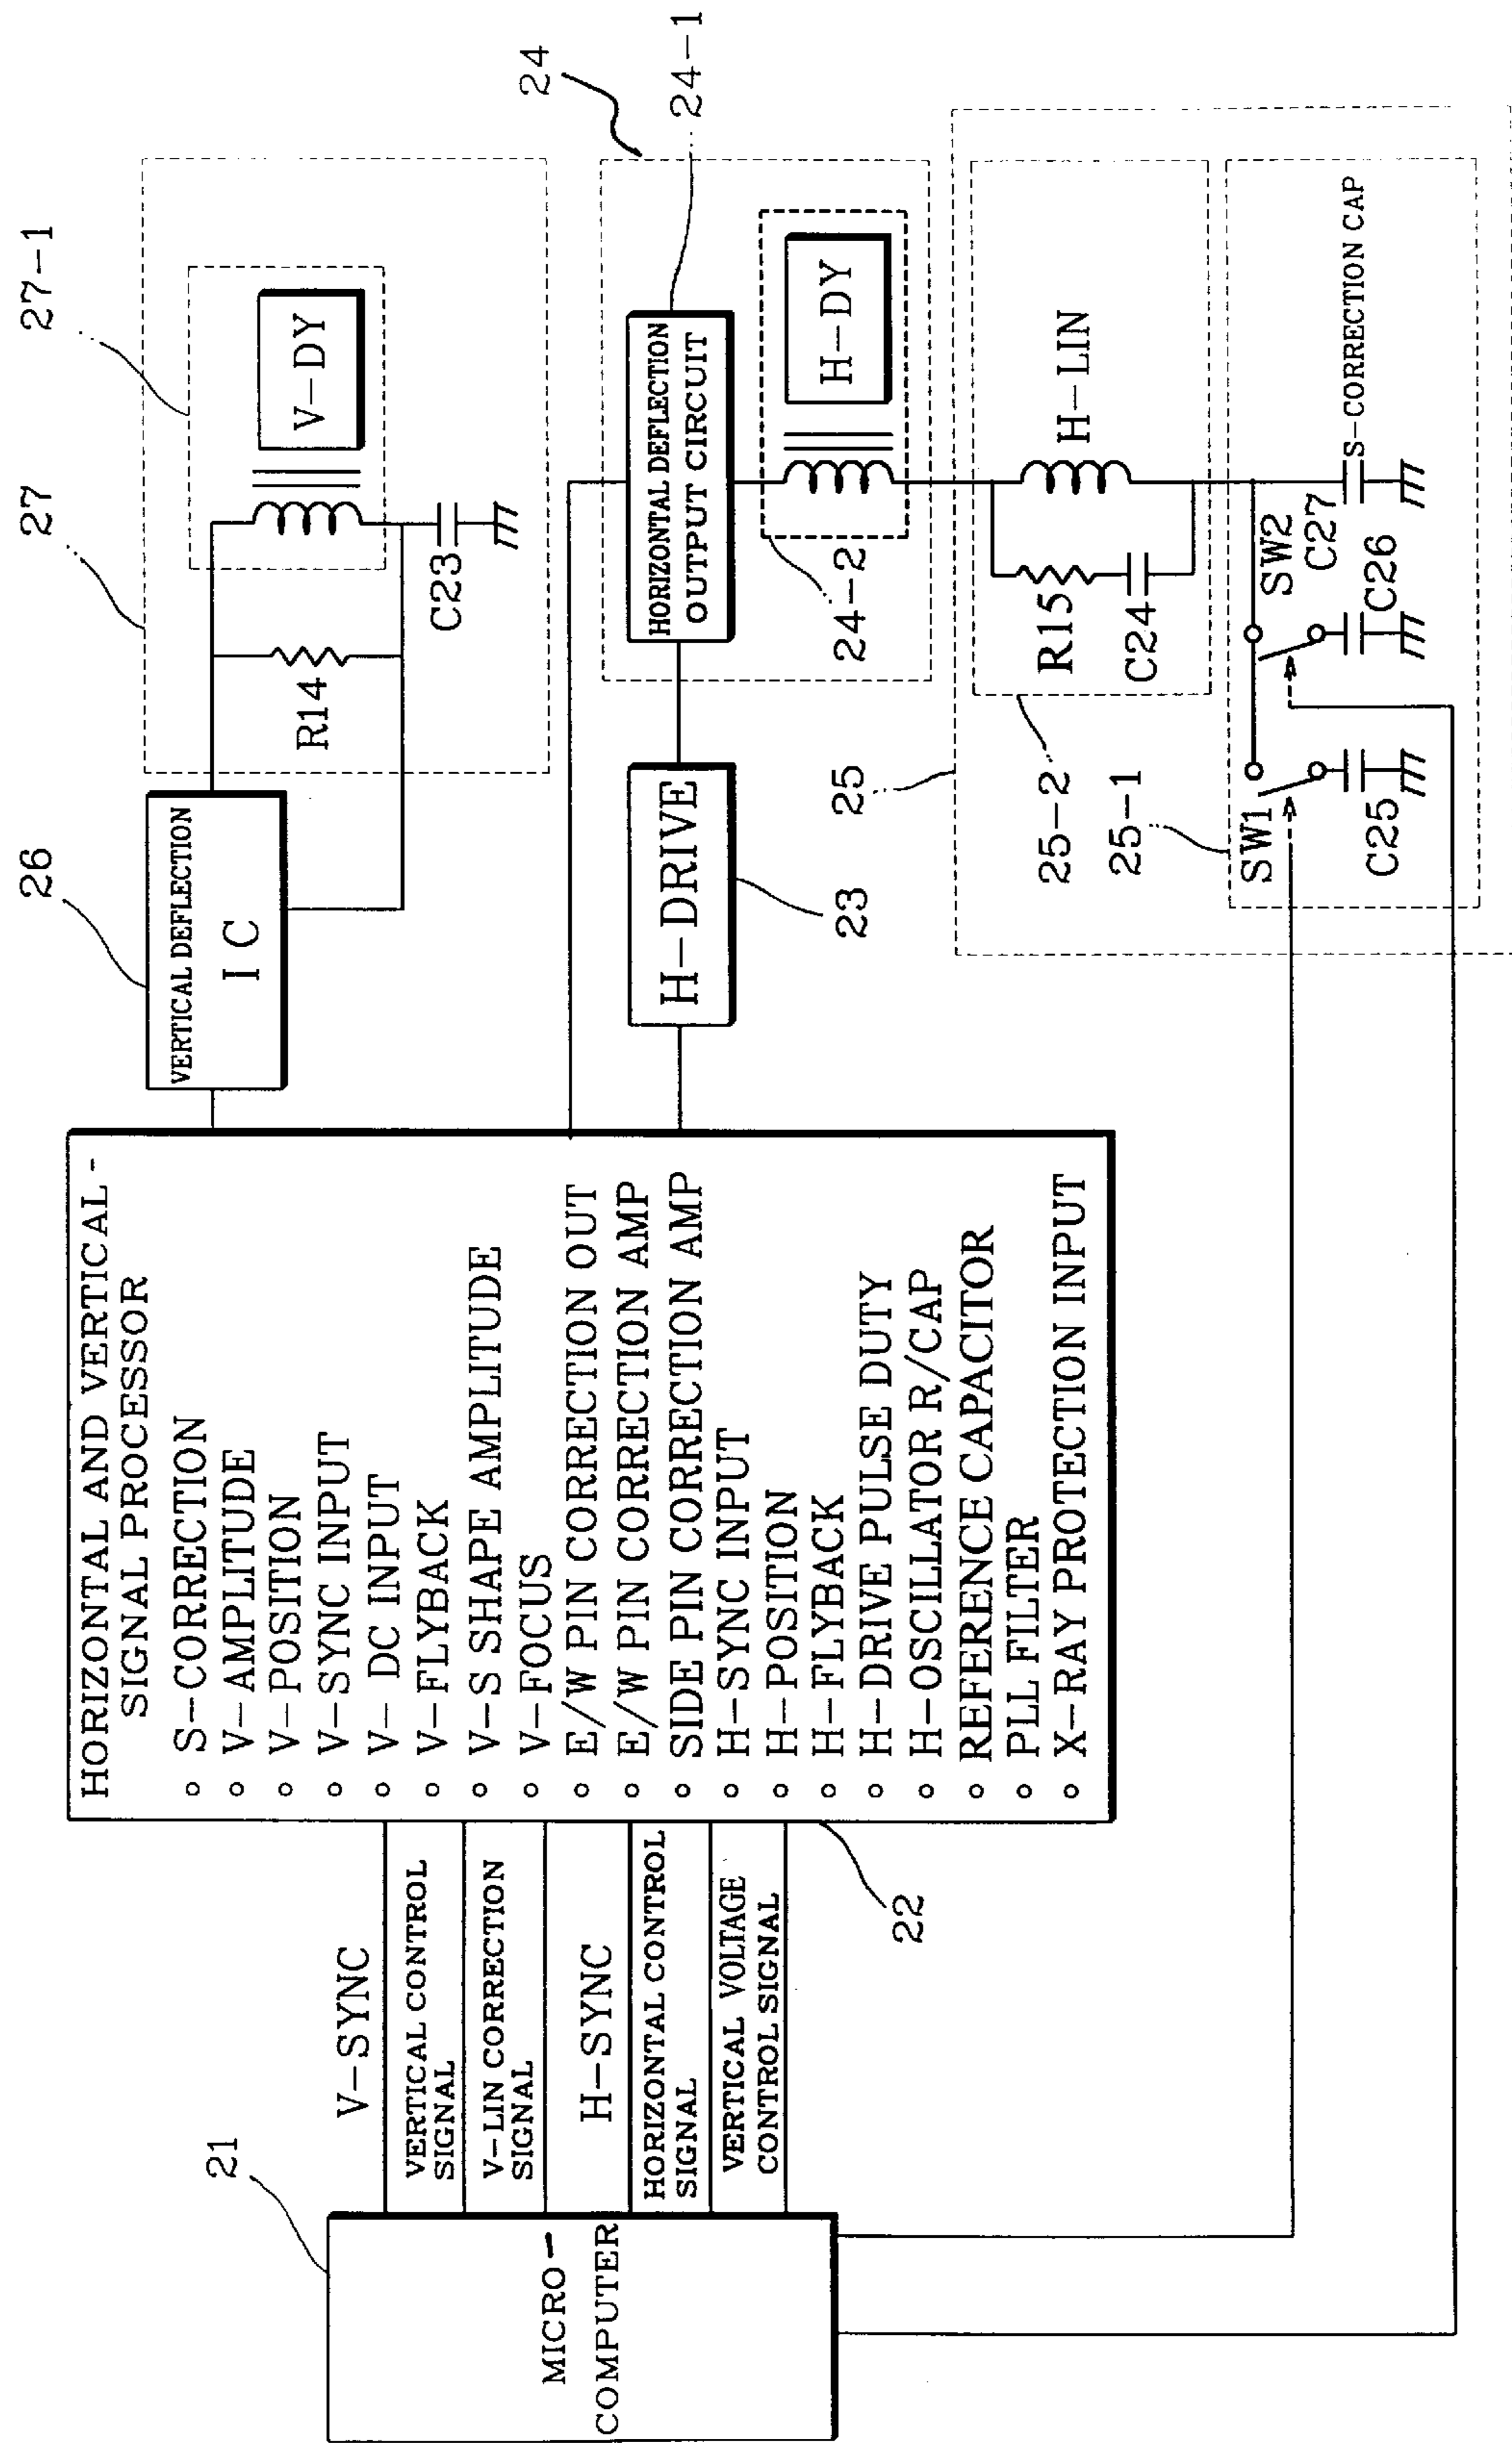 21
MICRO-
COMPUTER
V-SYNC
VERTICAL CONTROL
SIGNAL
V-LIN CORRECTION
SIGNAL
H-SYNC
HORIZONTAL CONTROL
SIGNAL
VERTICAL VOLTAGE
CONTROL SIGNAL
22
HORIZONTAL AND VERTICAL-
SIGNAL PROCESSOR
S-CORRECTION
V-AMPLITUDE
V-POSITION
V-SYNC INPUT
V- DC INPUT
V-FLYBACK
V-S SHAPE AMPLITUDE
V-FOCUS
E/W PIN CORRECTION OUT
E/W PIN CORRECTION AMP
SIDE PIN CORRECTION AMP
H-SYNC INPUT
H-POSITION
H-FLYBACK
H-DRIVE PULSE DUTY
H-OSCILLATOR R/CAP
REFERENCE CAPACITOR
PLL FILTER
X-RAY PROTECTION INPUT
26
VERTICAL DEFLECTION
IC
27
27-1
R14
V-DY
C23
H-DRIVE
23
24
24-1
HORIZONTAL DEFLECTION
OUTPUT CIRCUIT
H-DY
24-2
25
25-2
25-1
R15
C24
H-LIN
SW1
SW2
C25
C26
C27
S-CORRECTION CAP